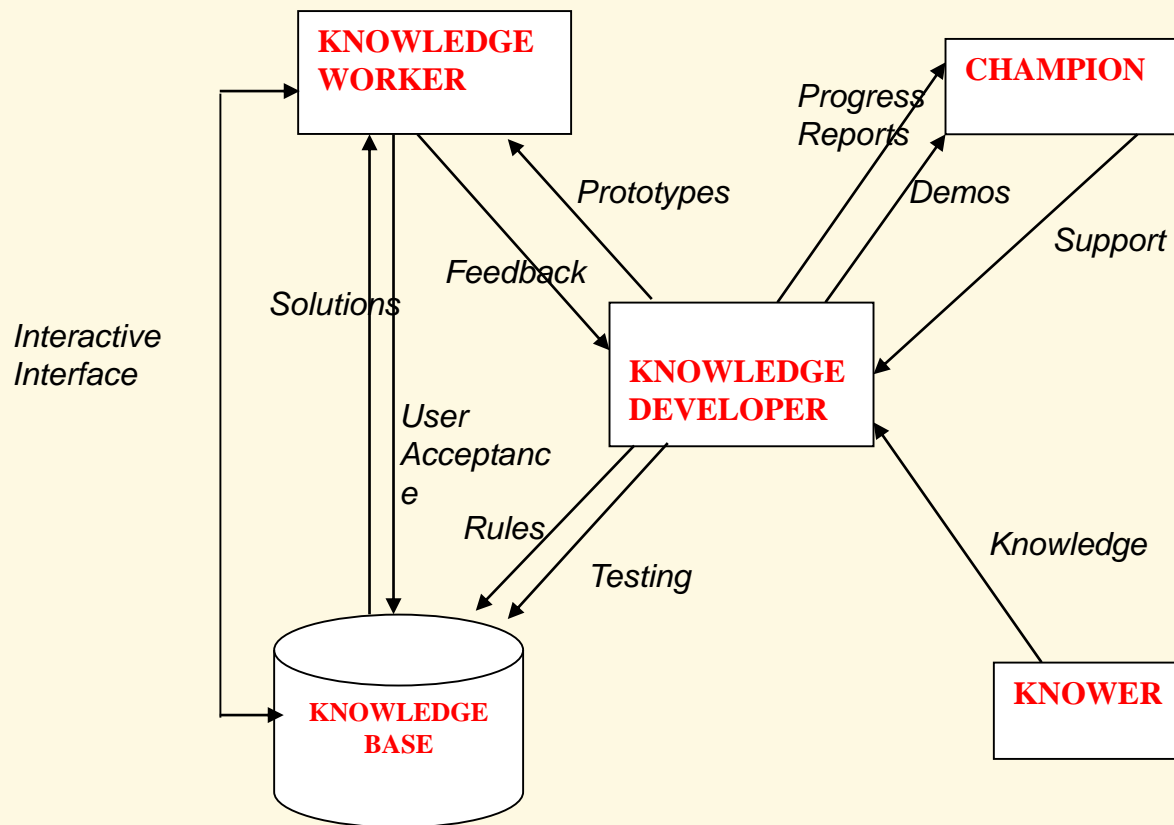 KNOWLEDGE
WORKER
CHAMPION
Progress
Reports
Prototypes
Demos
Support
Feedback
Solutions
Interactive
Interface
KNOWLEDGE
DEVELOPER
User
Acceptanc
e
Rules
Testing
Knowledge
KNOWER
KNOWLEDGE
BASE